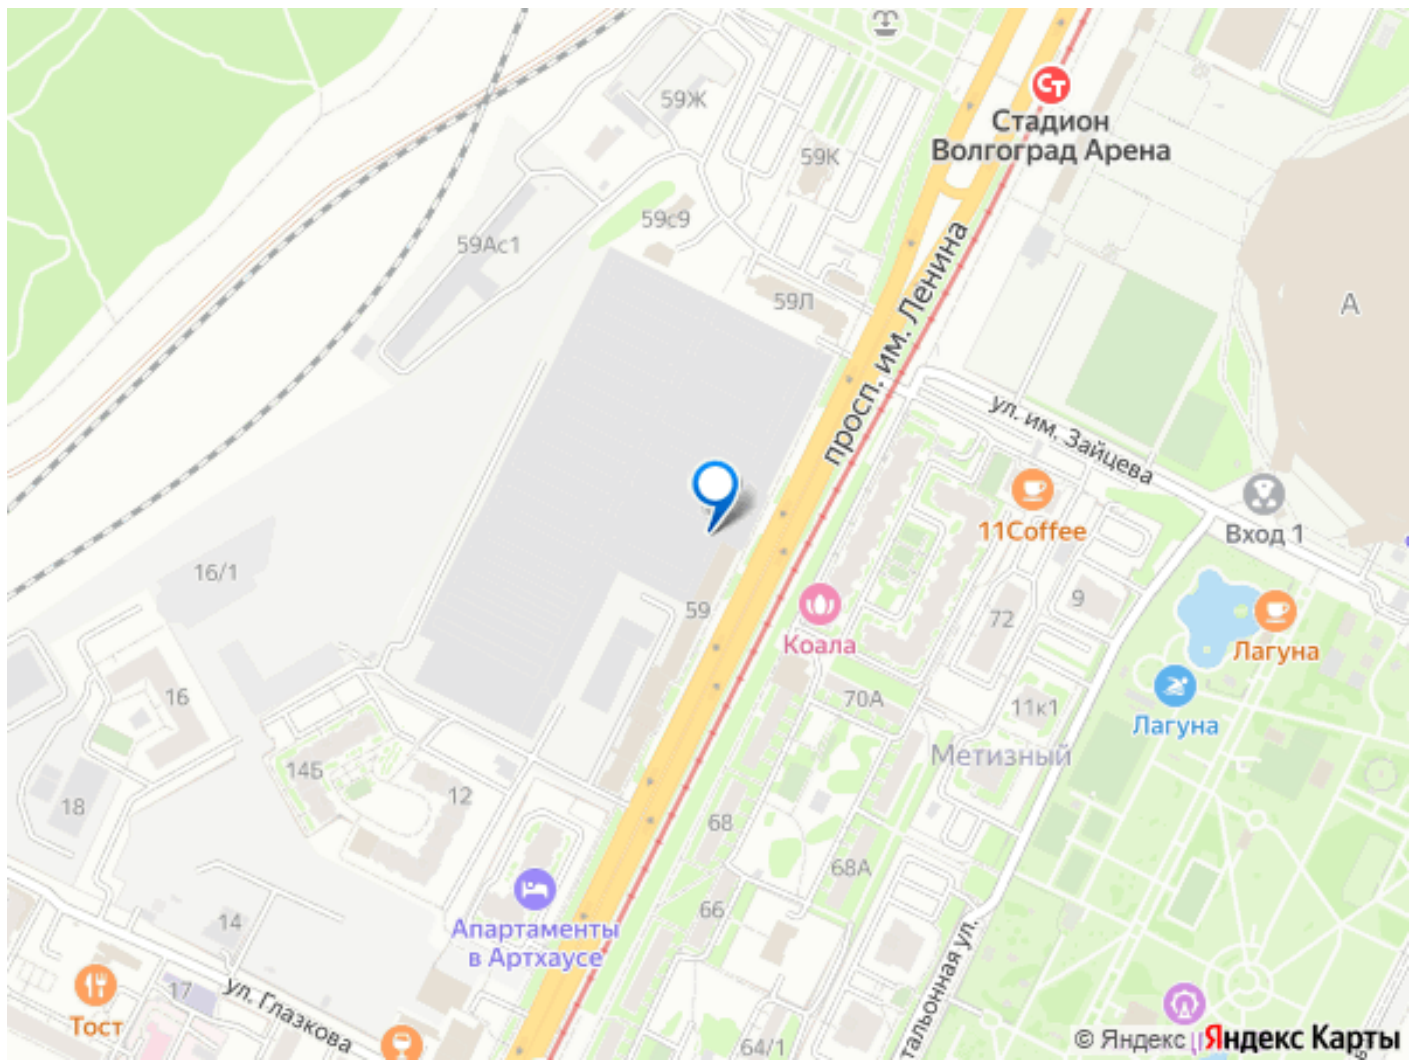 59Ж
Стадион
Волгоград Арена
59К
59с9
59Ас1
59Л
А
просп. им. Ленина
ул. им. Зайцева
11Coffee
Вход 1
16/1
59
9
72
Коала
Лагуна
16
70А
11к1
Лагуна
Метизный
14Б
12
18
68
68А
66
14
Апартаменты
в Артхаусе
17
ул. Глазкова
тальонная ул.
Тост
64/1
© Яндекс
Яндекс Карты